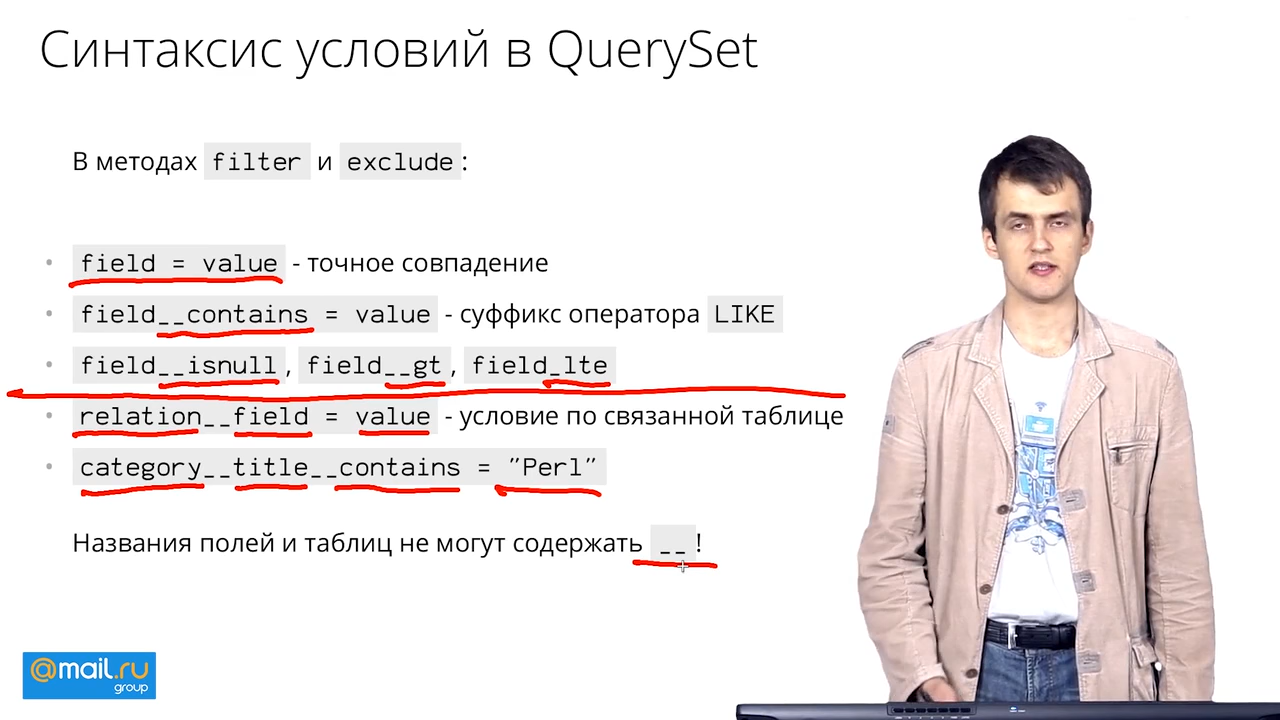 Синтаксис условий в QuerySet
В методах filter и exclude:
• field = value - точное совпадение
• field__contains = value - суффикс оператора LIKE
• field__isnull, field__gt, field_lte
• relation__field = value - условие по связанной таблице
• category__title__contains = ”Perl”
Названия полей и таблиц не могут содержать __!
@mail.ru
group